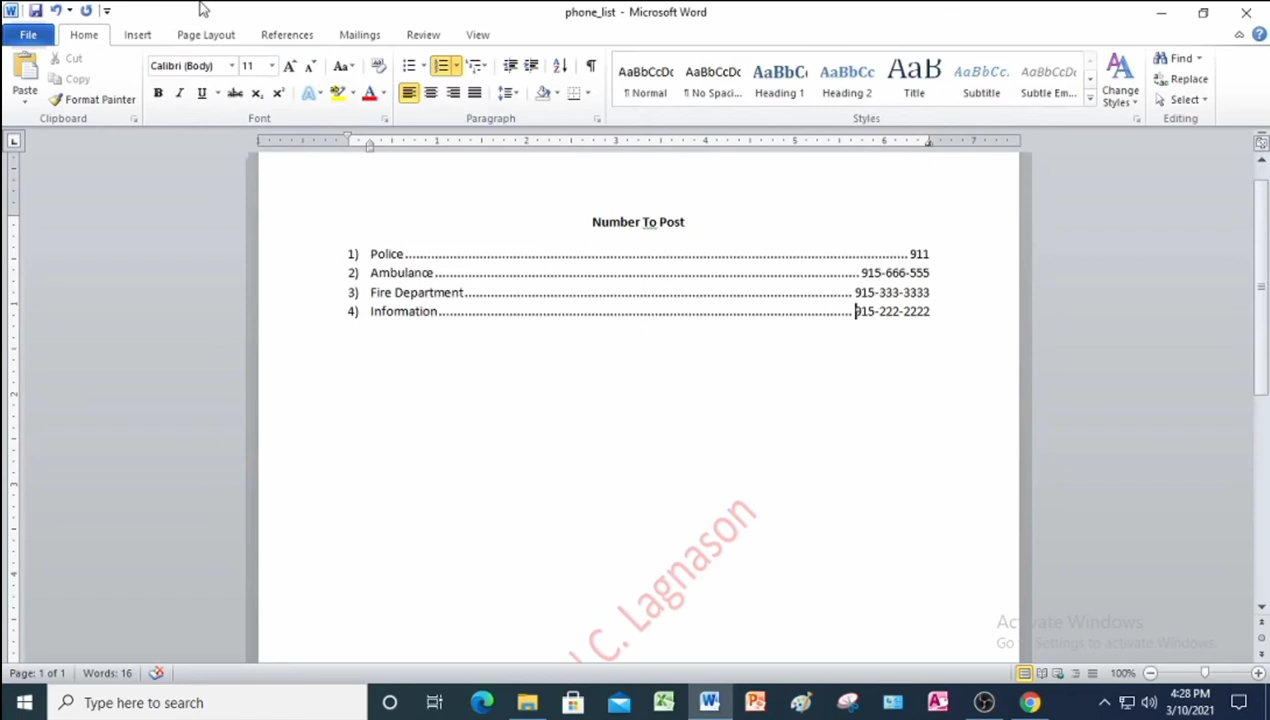 phone_list - Microsoft Word
File Home Insert Page Layout References Mailings Review View
Cut
Copy
Format Painter
Paste
Clipboard
Calibri (Body) 11
Font
Paragraph
AaBbCcDc AaBbCcDc AaBbC AaBbCc AaB AaBbCc. AaBbCcDc
¶ Normal ¶ No Spaci... Heading 1 Heading 2 Title Subtitle Subtle Em...
Styles
Change Styles
Find
Replace
Select
Editing
Number To Post
1) Police........................................ 911
2) Ambulance........................................ 915-666-555
3) Fire Department........................................ 915-333-3333
4) Information........................................ 915-222-2222
C. Lagnason
Activate Windows
Go to Settings to activate Windows.
Page: 1 of 1 Words: 16 100%
Type here to search
4:28 PM
3/10/2021